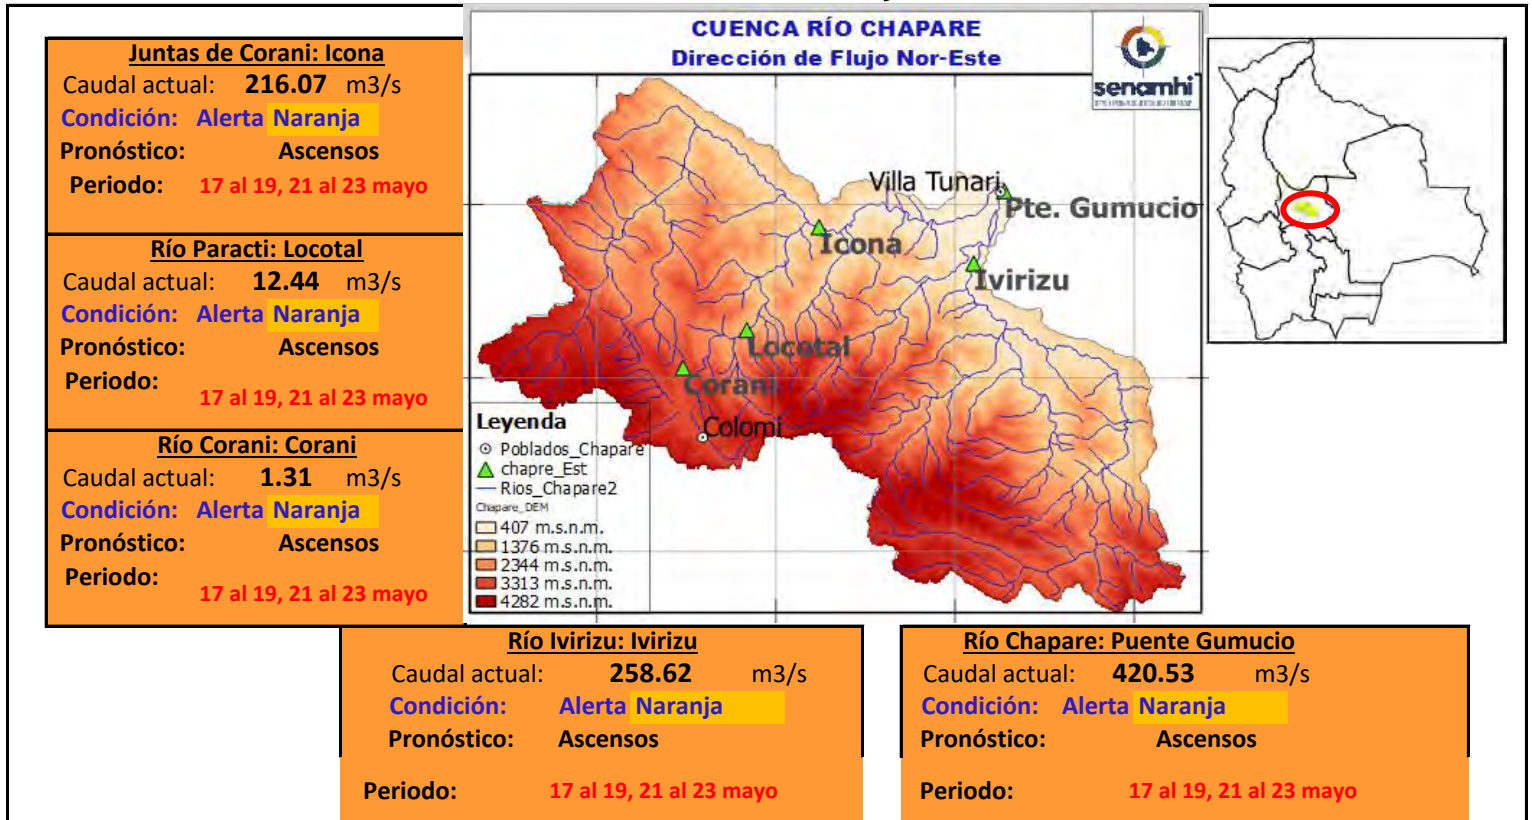 CUENCA RÍO CHAPARE
Dirección de Flujo Nor-Este
senamhi
Juntas de Corani: Icona
Caudal actual: 216.07 m3/s
Condición: Alerta Naranja
Pronóstico: Ascensos
Periodo: 17 al 19, 21 al 23 mayo
Río Paracti: Locotal
Caudal actual: 12.44 m3/s
Condición: Alerta Naranja
Pronóstico: Ascensos
Periodo:
17 al 19, 21 al 23 mayo
Río Corani: Corani
Caudal actual: 1.31 m3/s
Condición: Alerta Naranja
Pronóstico: Ascensos
Periodo:
17 al 19, 21 al 23 mayo
Villa Tunari
Pte. Gumucio
Icona
Ivirizu
Locotal
Corani
Colomi
Leyenda
Poblados_Chapare
chapre_Est
Rios_Chapare2
Chapare_DEM
407 m.s.n.m.
1376 m.s.n.m.
2344 m.s.n.m.
3313 m.s.n.m.
4282 m.s.n.m.
Río Ivirizu: Ivirizu
Caudal actual: 258.62 m3/s
Condición: Alerta Naranja
Pronóstico: Ascensos
Periodo: 17 al 19, 21 al 23 mayo
Río Chapare: Puente Gumucio
Caudal actual: 420.53 m3/s
Condición: Alerta Naranja
Pronóstico: Ascensos
Periodo: 17 al 19, 21 al 23 mayo